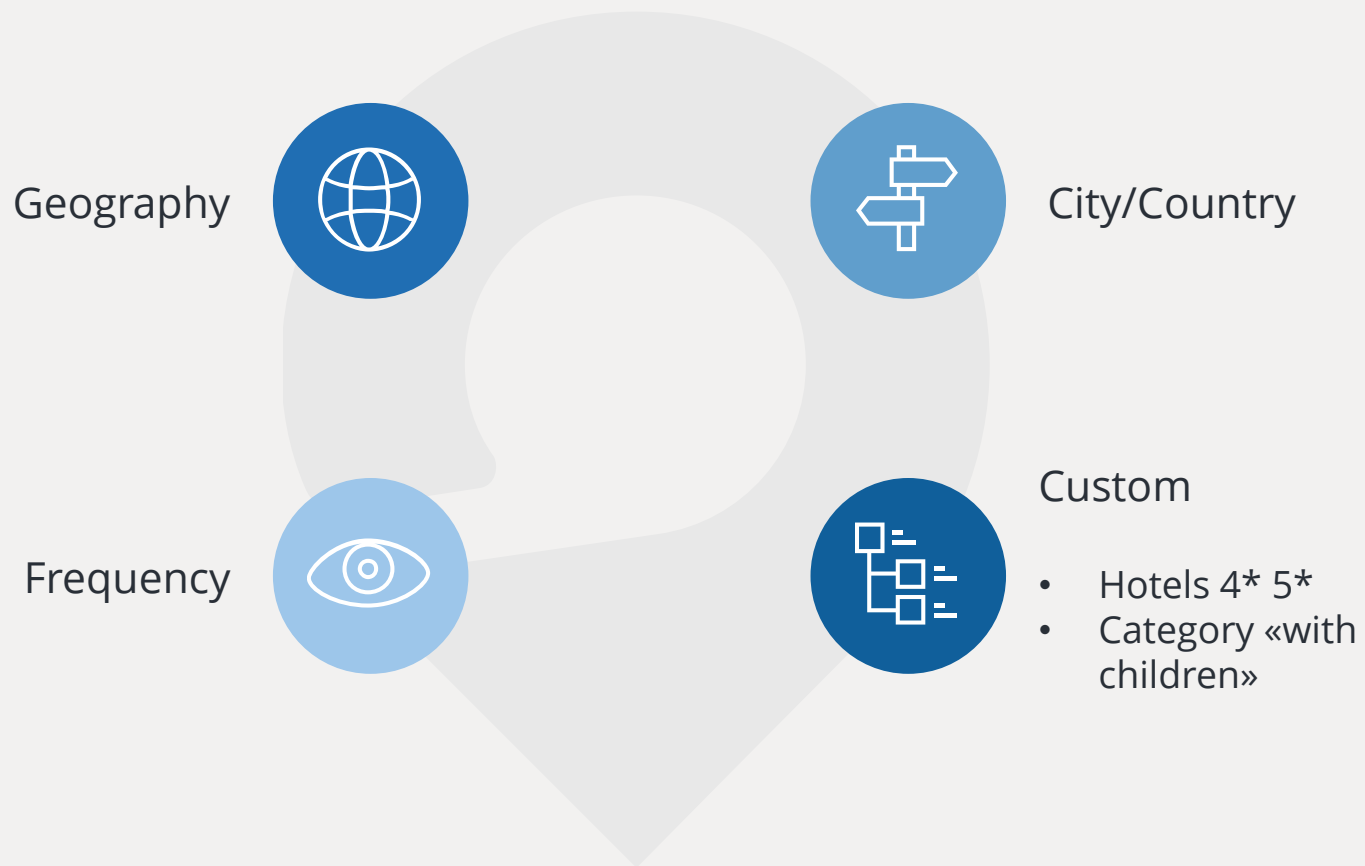 Geography
City/Country
Frequency
Custom
• Hotels 4* 5*
• Category «with
children»